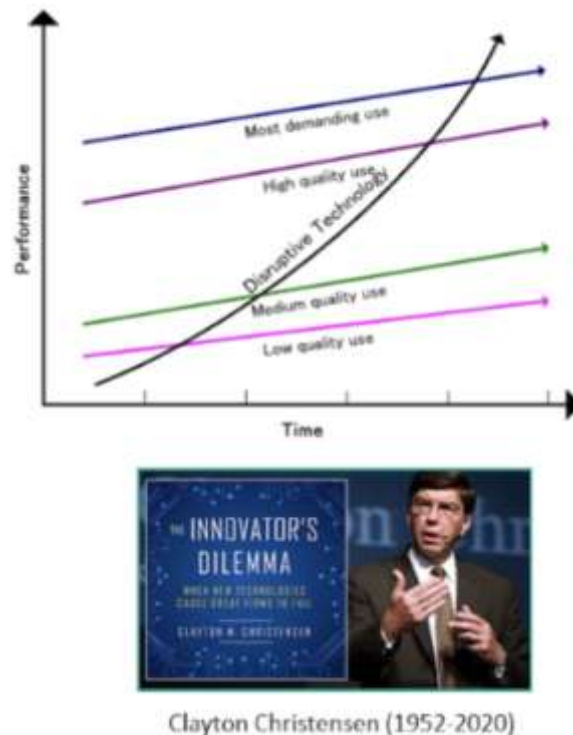 Performance
Most demanding use
High quality use
Disruptive Technology
Medium quality use
Low quality use
Time
THE INNOVATOR'S
DILEMMA
WHEN NEW TECHNOLOGIES
CAUSE GREAT FIRMS TO FAIL
CLAYTON M. CHRISTENSEN
Clayton Christensen (1952-2020)